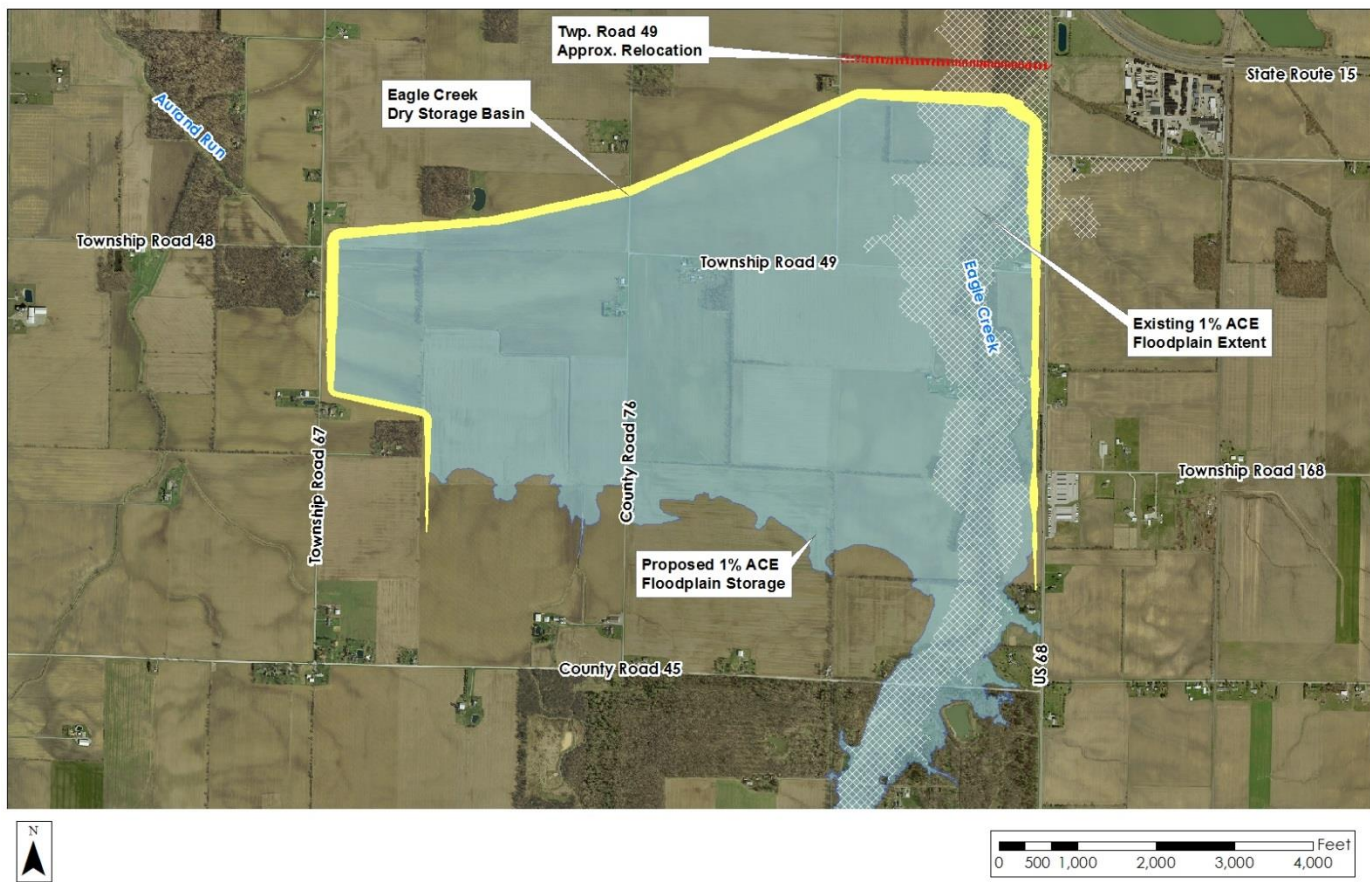 Twp. Road 49
Approx. Relocation
State Route 15
Eagle Creek
Dry Storage Basin
Aurand Run
Township Road 48
Township Road 49
Eagle Creek
Existing 1% ACE
Floodplain Extent
Township Road 67
County Road 76
Township Road 168
Proposed 1% ACE
Floodplain Storage
County Road 45
US 68
N
Feet
0 500 1,000 2,000 3,000 4,000